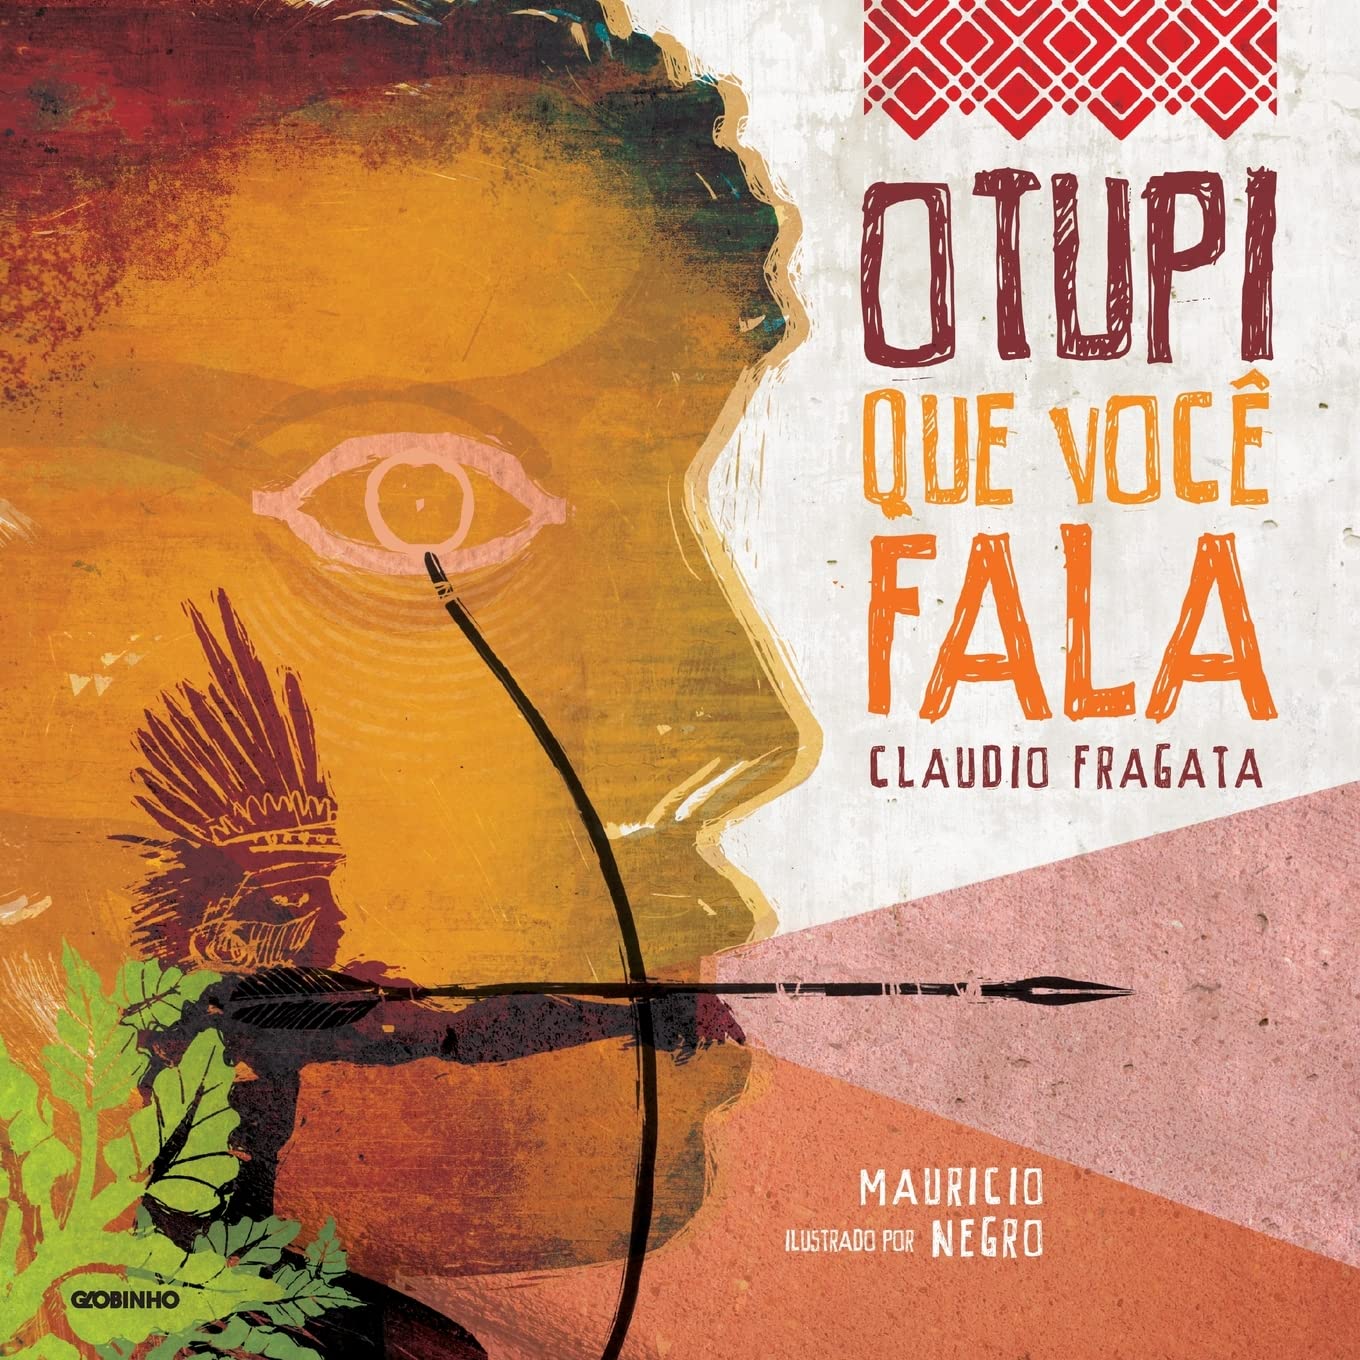 O TUPI
QUE VOCÊ
FALA
CLAUDIO FRAGATA
MAURICIO
ILUSTRADO POR NEGRO
GLOBINHO